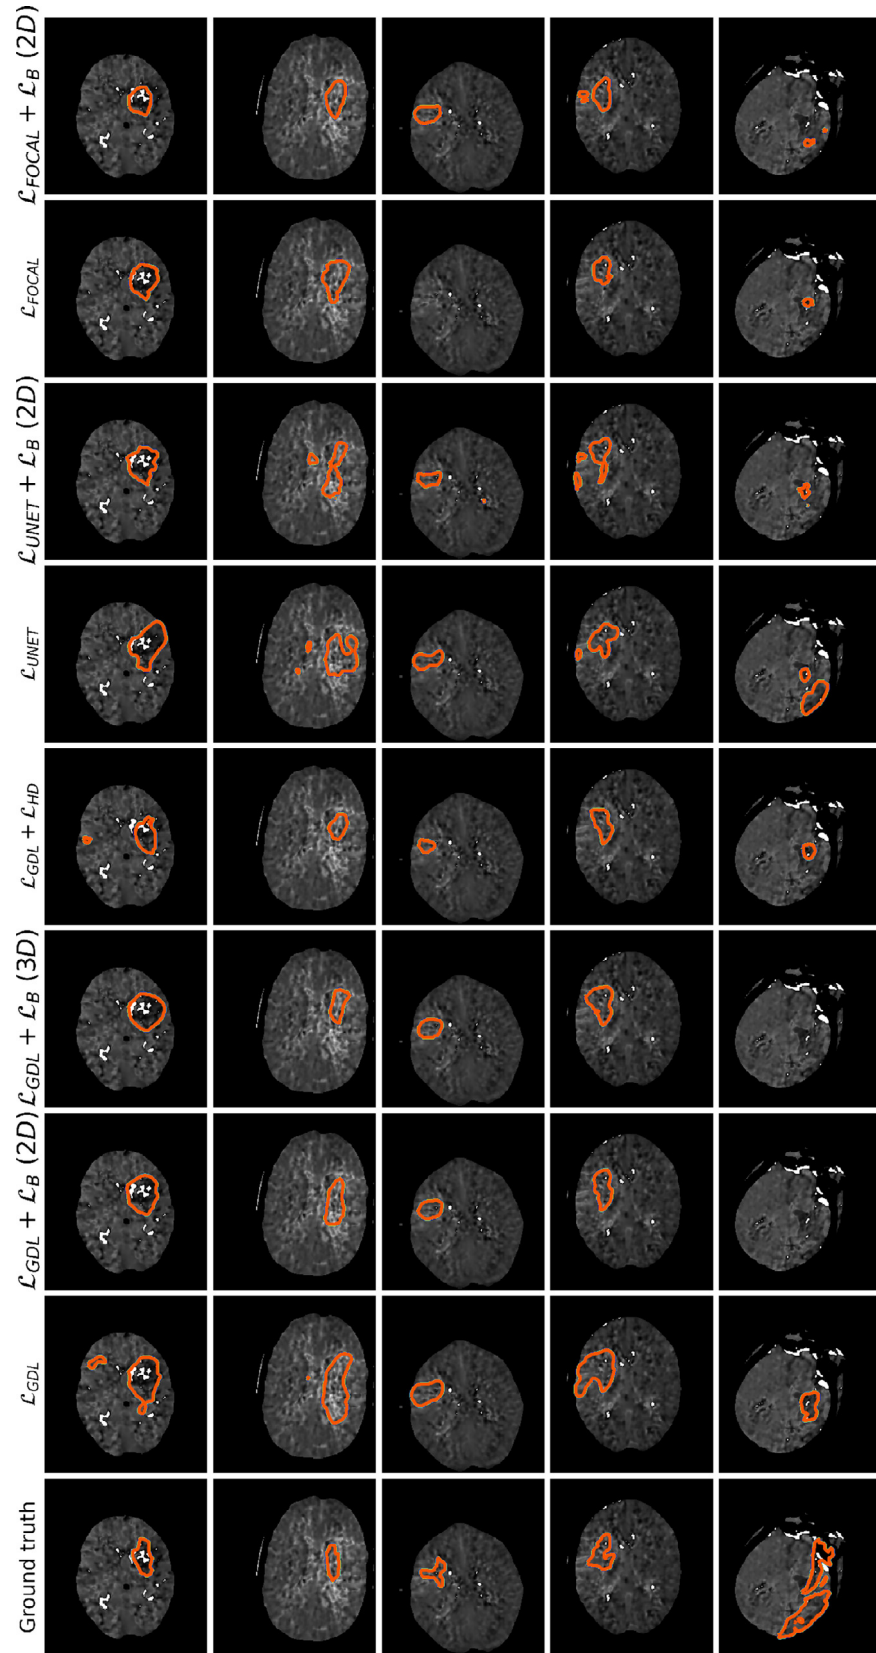 Ground truth
ℒ_GDL
ℒ_GDL + ℒ_B (2D)
ℒ_GDL + ℒ_B (3D)
ℒ_GDL + ℒ_HD
ℒ_UNET
ℒ_UNET + ℒ_B (2D)
ℒ_FOCAL
ℒ_FOCAL + ℒ_B (2D)